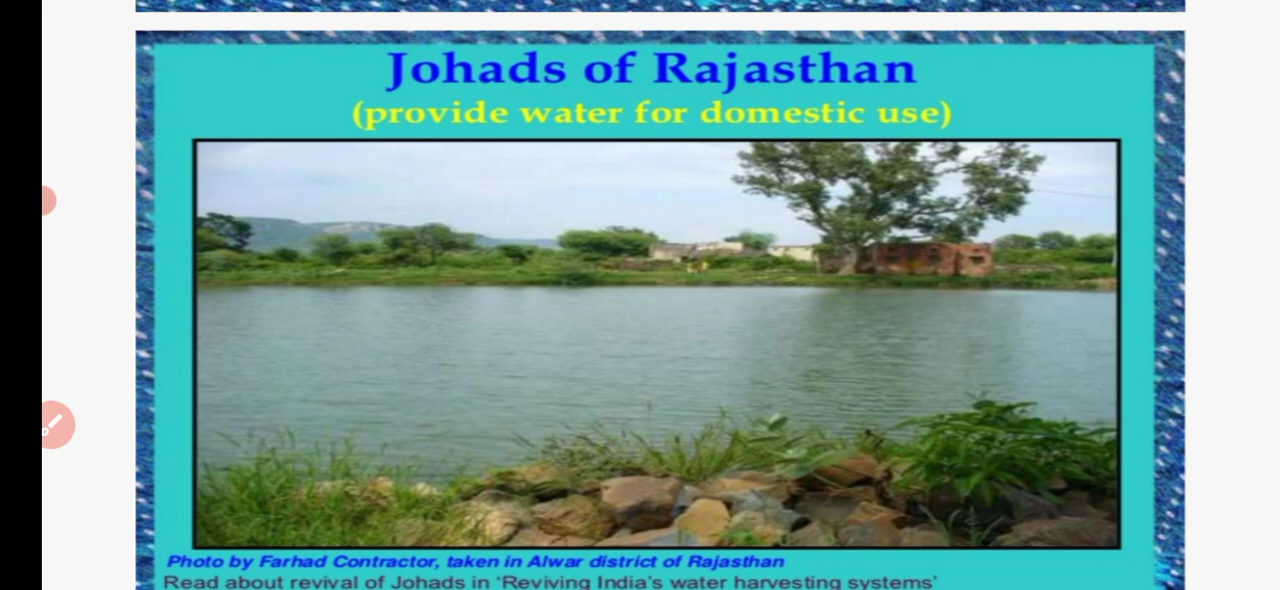 Johads of Rajasthan
(provide water for domestic use)
Photo by Farhad Contractor, taken in Alwar district of Rajasthan
Read about revival of Johads in ‘Reviving India’s water harvesting systems’